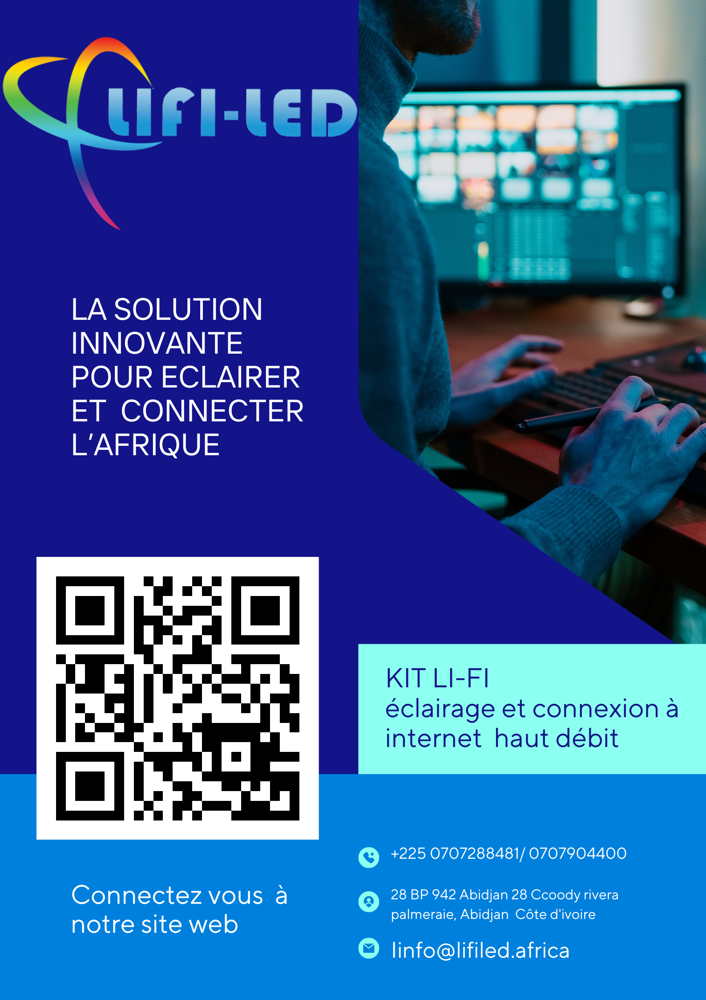 LIFI-LED
LA SOLUTION
INNOVANTE
POUR ECLAIRER
ET CONNECTER
L'AFRIQUE
KIT LI-FI
éclairage et connexion à
internet haut débit
Connectez vous à
notre site web
+225 0707288481/ 0707904400
28 BP 942 Abidjan 28 Ccoody rivera
palmeraie, Abidjan Côte d'ivoire
linfo@lifiled.africa